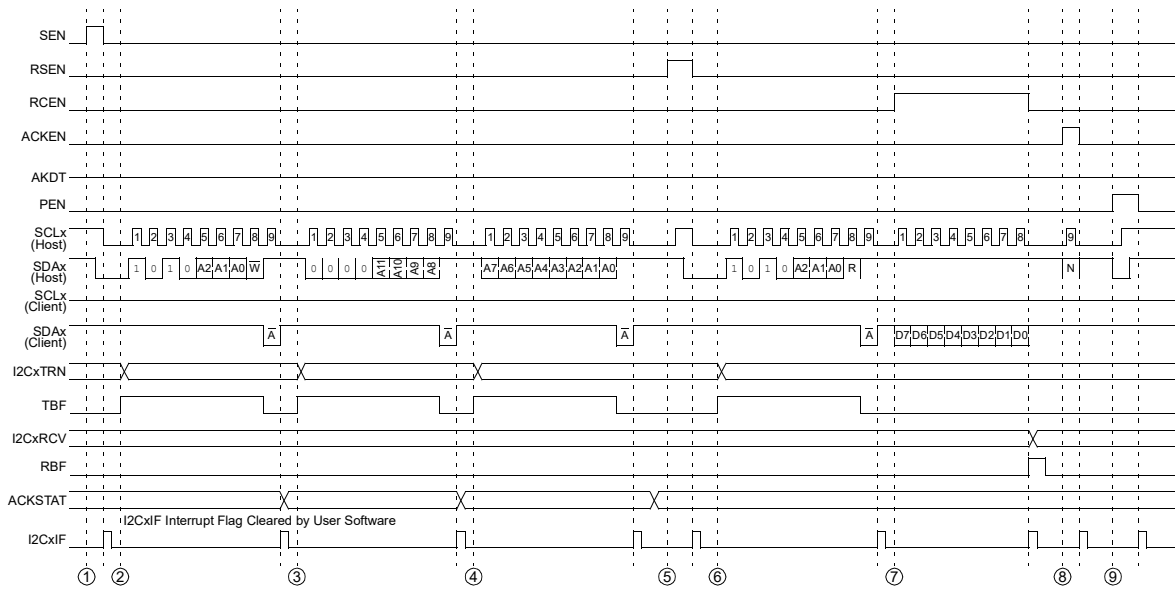 SEN
RSEN
RCEN
ACKEN
AKDT
PEN
SCLx (Host) 1 2 3 4 5 6 7 8 9 1 2 3 4 5 6 7 8 9 1 2 3 4 5 6 7 8 9 1 2 3 4 5 6 7 8 9 1 2 3 4 5 6 7 8 9
SDAx (Host) 1 0 1 0 A2 A1 A0 W̅ 0 0 0 0 A11 A10 A9 A8 A7 A6 A5 A4 A3 A2 A1 A0 1 0 1 0 A2 A1 A0 R N
SCLx (Client)
SDAx (Client) A̅ A̅ A̅ A̅ D7 D6 D5 D4 D3 D2 D1 D0
I2CxTRN
TBF
I2CxRCV
RBF
ACKSTAT
I2CxIF Interrupt Flag Cleared by User Software
I2CxIF
1 2 3 4 5 6 7 8 9